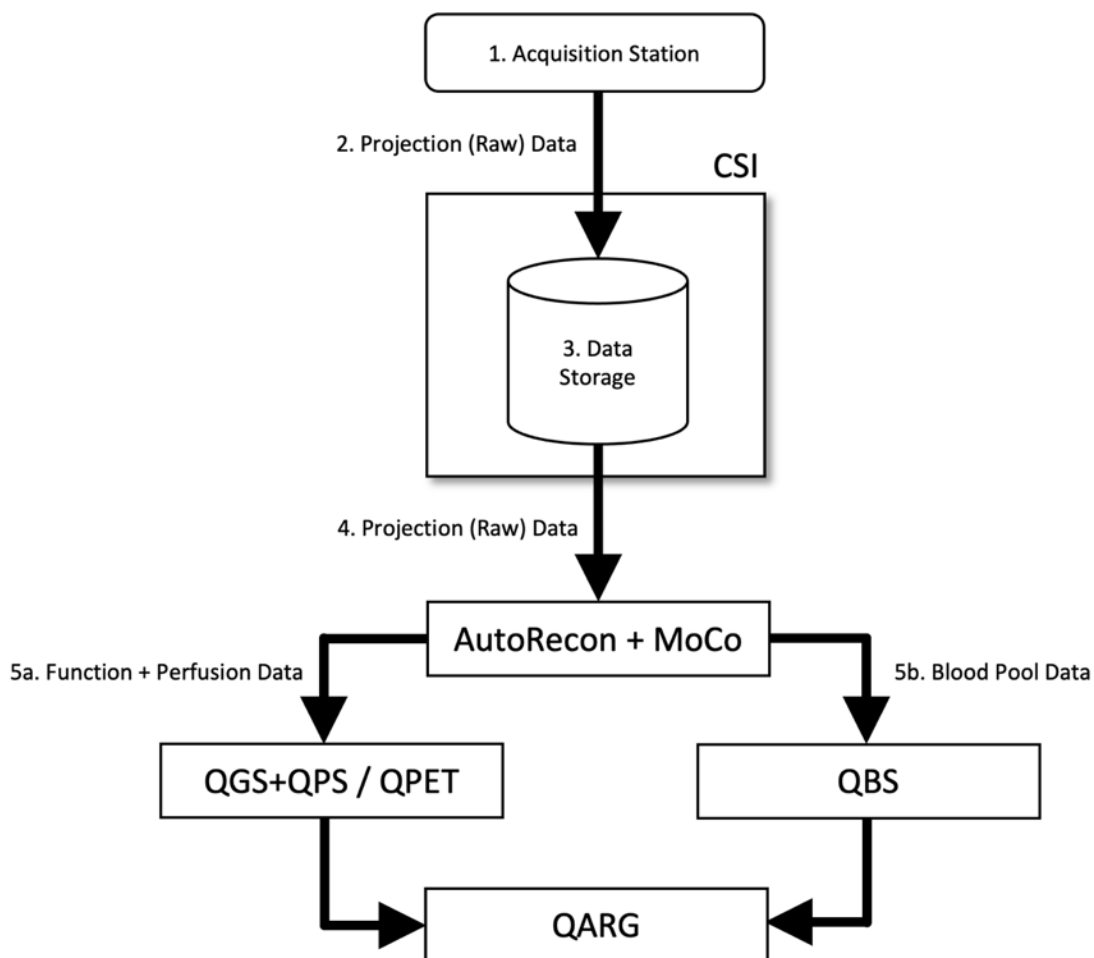 1. Acquisition Station
2. Projection (Raw) Data
CSI
3. Data
Storage
4. Projection (Raw) Data
AutoRecon + MoCo
5a. Function + Perfusion Data
5b. Blood Pool Data
QGS+QPS / QPET
QBS
QARG